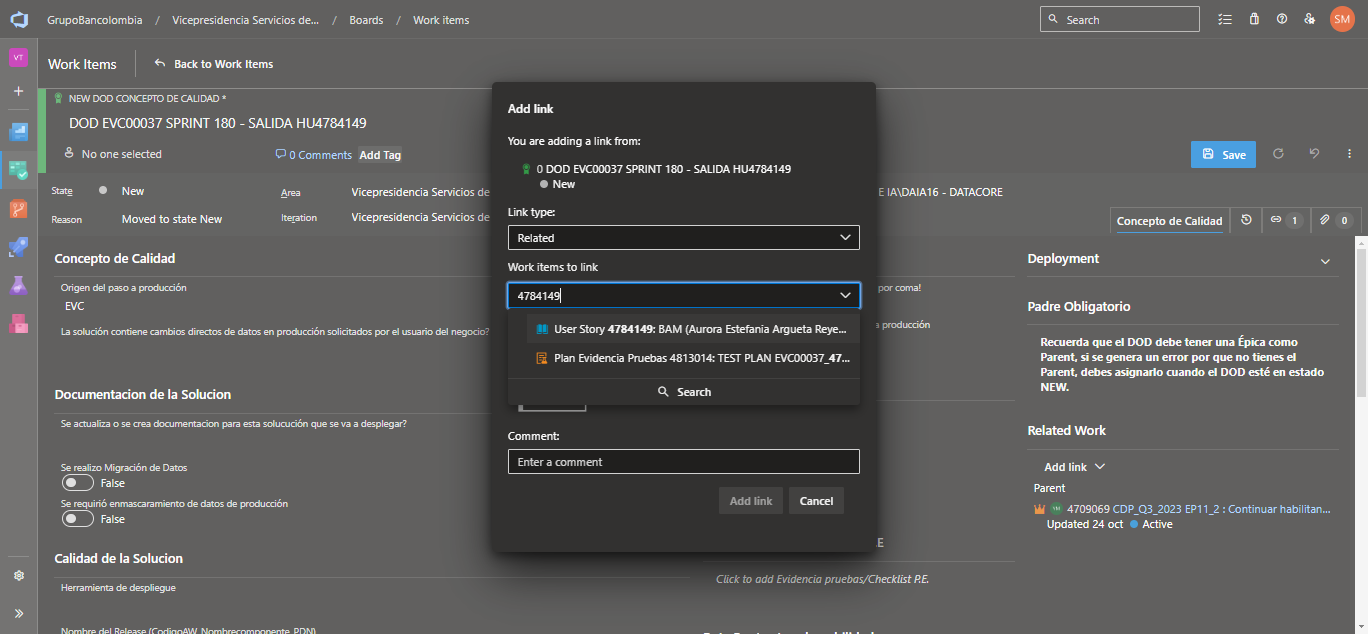 GrupoBancolombia / Vicepresidencia Servicios de... / Boards / Work items
Search
SM
VT
Work Items
Back to Work Items
NEW DOD CONCEPTO DE CALIDAD *
DOD EVC00037 SPRINT 180 - SALIDA HU4784149
No one selected
0 Comments
Add Tag
Save
State
New
Area
Vicepresidencia Servicios de
E IA\DAIA16 - DATACORE
Reason
Moved to state New
Iteration
Vicepresidencia Servicios de
Concepto de Calidad
1
0
Concepto de Calidad
Origen del paso a producción
EVC
La solución contiene cambios directos de datos en producción solicitados por el usuario del negocio?
Documentacion de la Solucion
Se actualiza o se crea documentacion para esta solucución que se va a desplegar?
Se realizo Migración de Datos
False
Se requirió enmascaramiento de datos de producción
False
Calidad de la Solucion
Herramienta de despliegue
Nombre del Release (CodigoAW_Nombrecomponente_PDN)
Add link
You are adding a link from:
0 DOD EVC00037 SPRINT 180 - SALIDA HU4784149
New
Link type:
Related
Work items to link
4784149
User Story 4784149: BAM (Aurora Estefania Argueta Reye...
Plan Evidencia Pruebas 4813014: TEST PLAN EVC00037_47...
Search
Comment:
Enter a comment
Add link
Cancel
por coma!
a producción
E
Click to add Evidencia pruebas/Checklist P.E.
Deployment
Padre Obligatorio
Recuerda que el DOD debe tener una Épica como
Parent, si se genera un error por que no tienes el
Parent, debes asignarlo cuando el DOD esté en estado
NEW.
Related Work
Add link
Parent
4709069 CDP_Q3_2023 EP11_2 : Continuar habilitan...
Updated 24 oct
Active